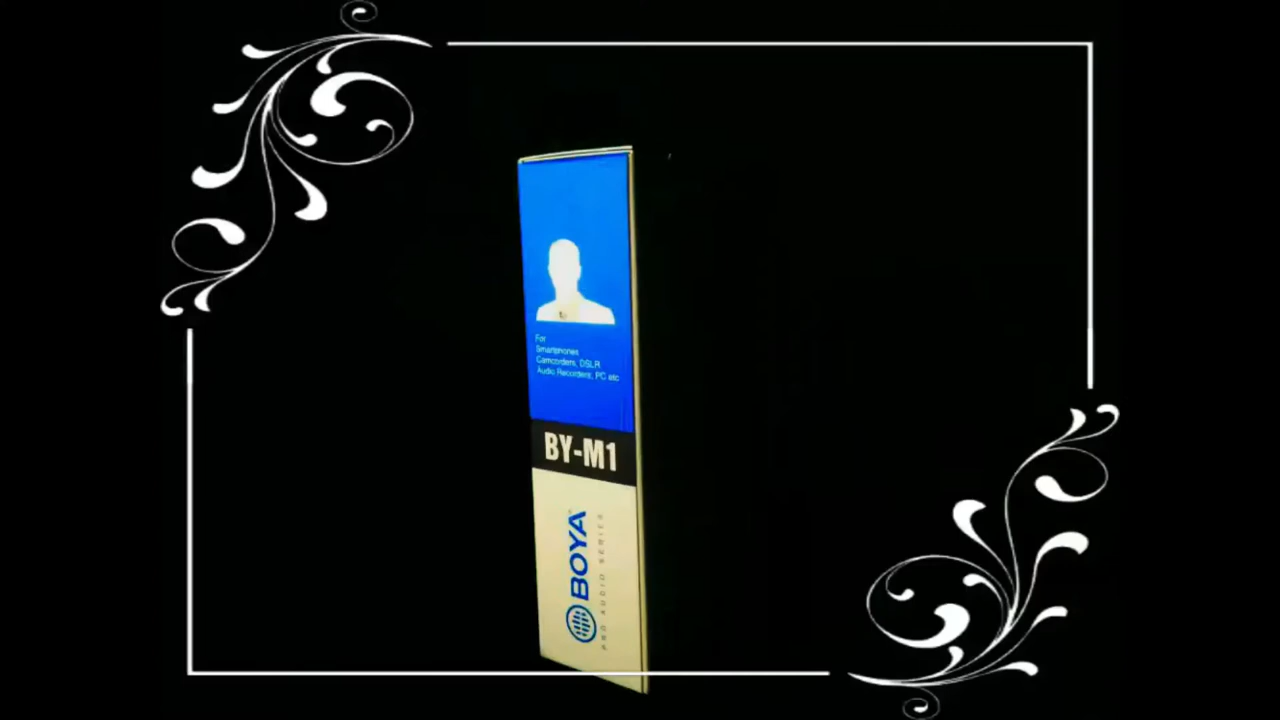 For
Smartphones
Camcorders, DSLR
Audio Recorders, PC etc
BY-M1
BOYA
PRO AUDIO SERIES